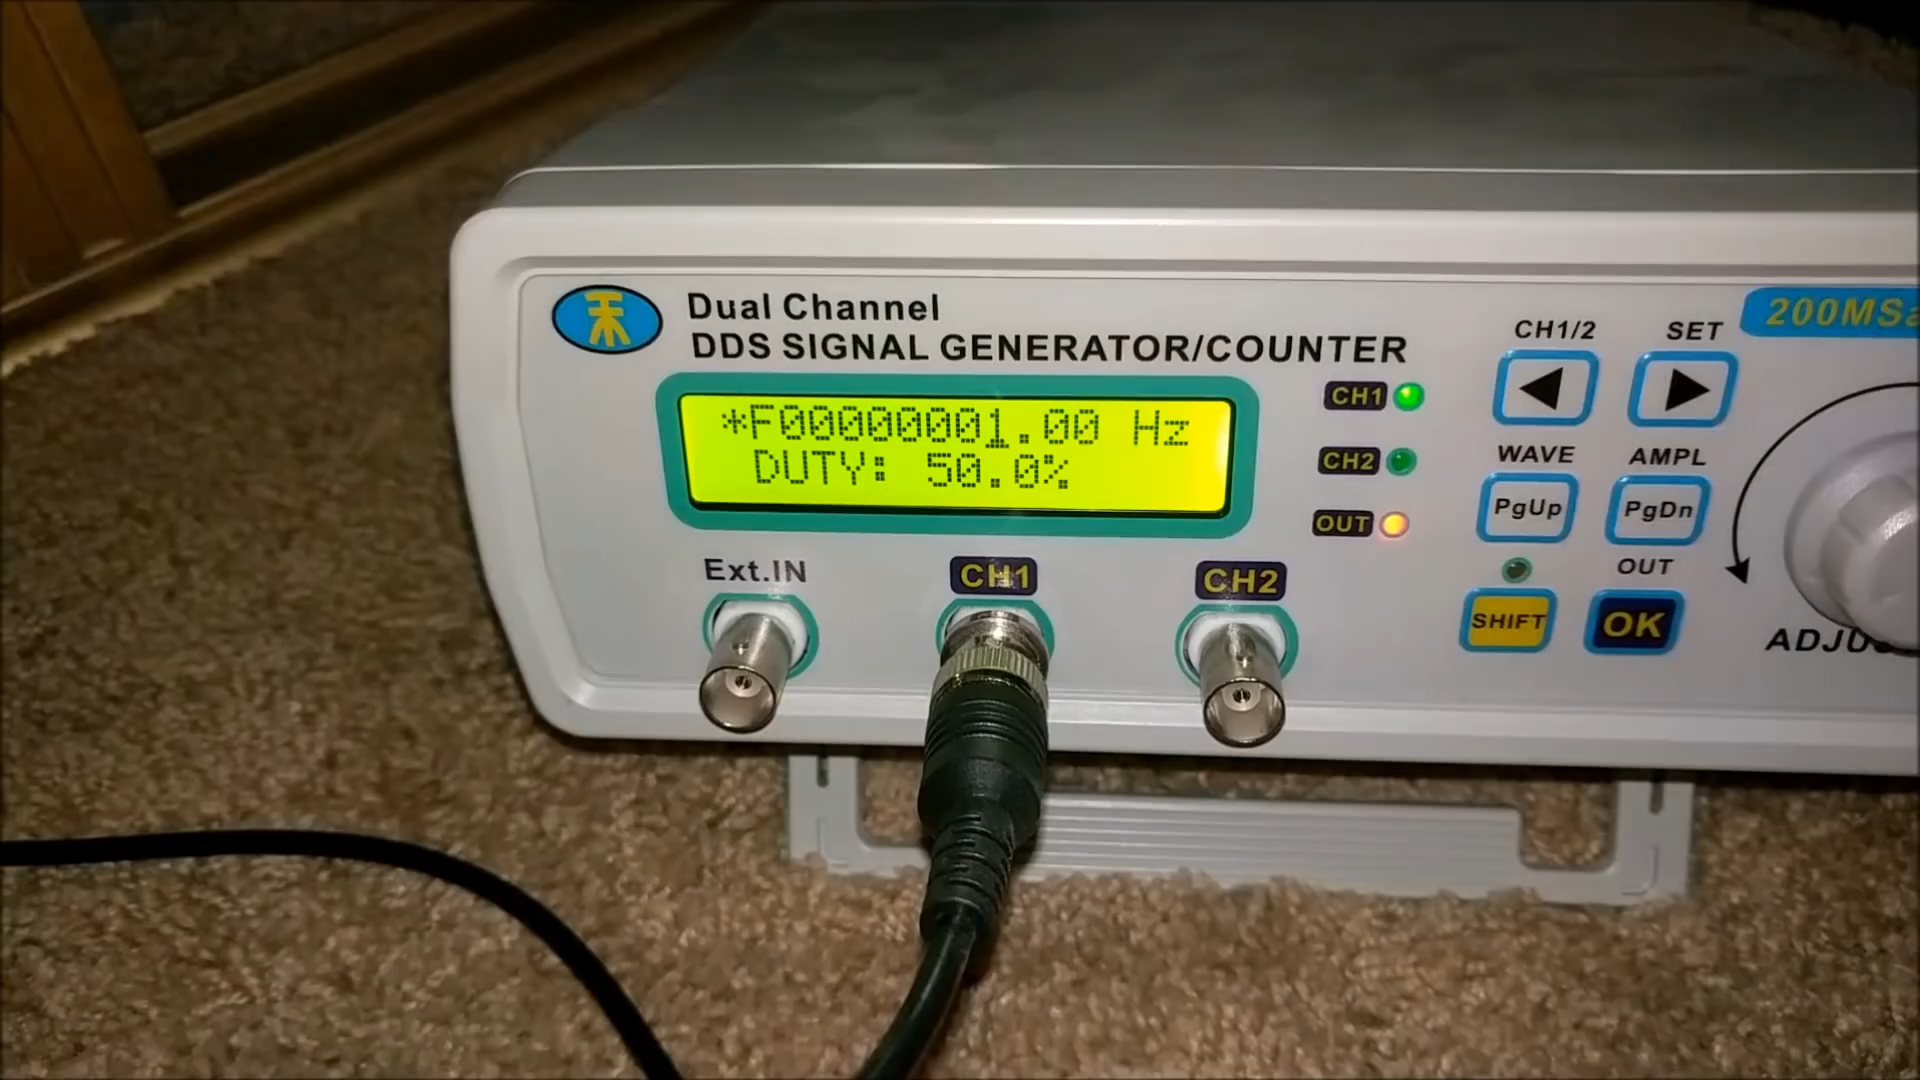 Dual Channel
DDS SIGNAL GENERATOR/COUNTER
200MSa
*F00000001.00 Hz
DUTY: 50.0%
CH1
CH2
OUT
CH1/2
SET
WAVE
AMPL
PgUp
PgDn
OUT
SHIFT
OK
Ext.IN
CH1
CH2